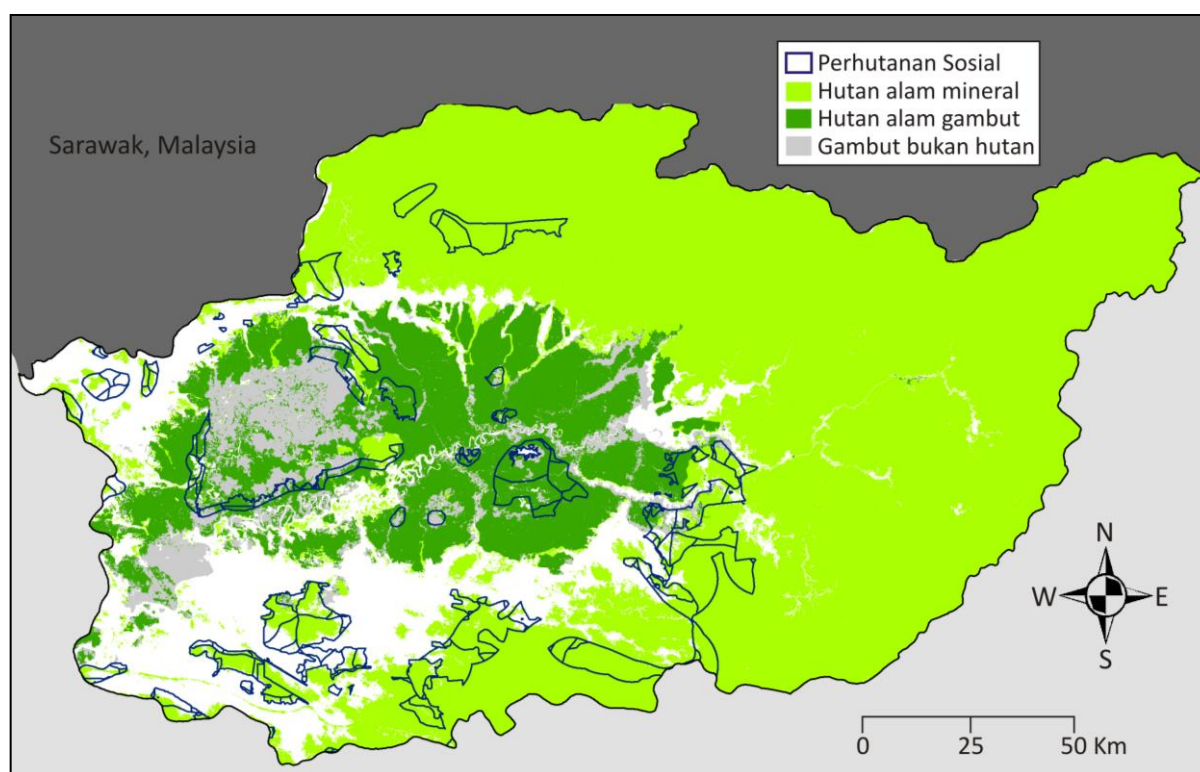 Perhutanan Sosial
Hutan alam mineral
Hutan alam gambut
Gambut bukan hutan
Sarawak, Malaysia
N
W E
S
0 25 50 Km